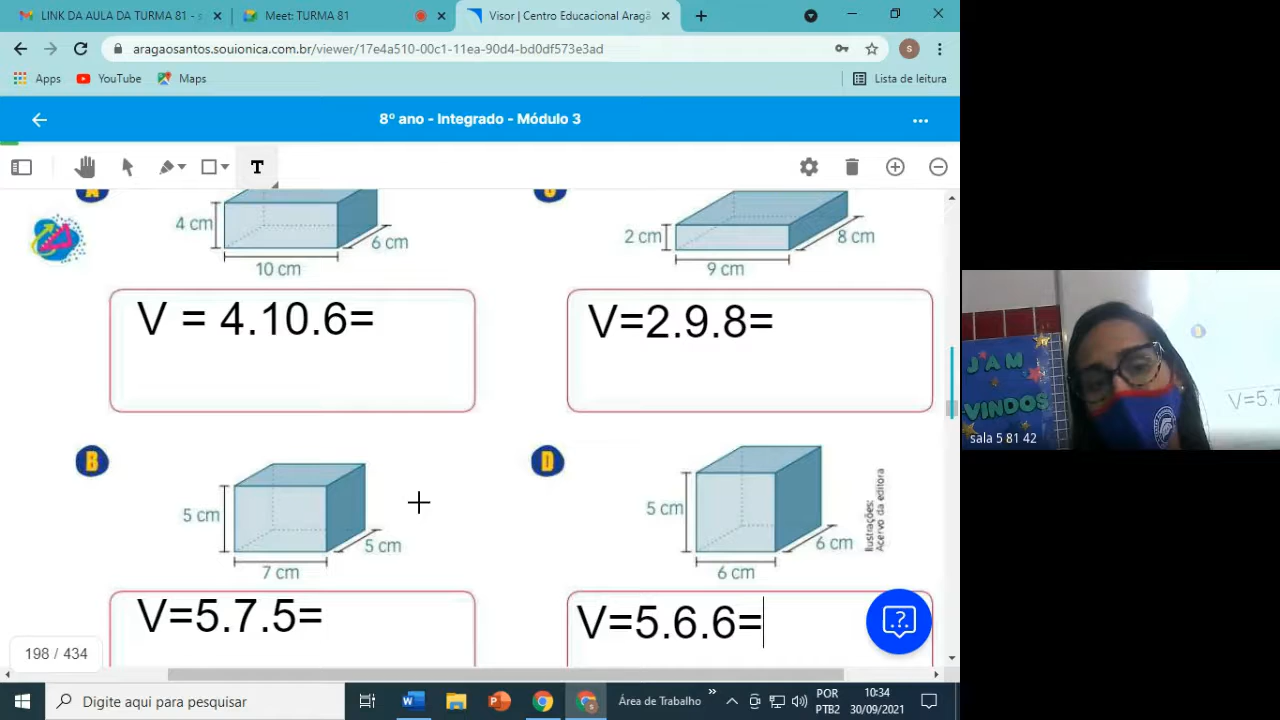 LINK DA AULA DA TURMA 81 - s
Meet: TURMA 81
Visor | Centro Educacional Aragã
aragaosantos.souionica.com.br/viewer/17e4a510-00c1-11ea-90d4-bd0df573e3ad
S
Apps
YouTube
Maps
Lista de leitura
8º ano - Integrado - Módulo 3
T
A
4 cm
6 cm
10 cm
V = 4.10.6=
2 cm
8 cm
9 cm
V=2.9.8=
B
5 cm
5 cm
7 cm
V=5.7.5=
D
5 cm
6 cm
6 cm
Ilustrações:
Acervo da editora
V=5.6.6=
198 / 434
JAM
VINDOS
V=5.7
sala 5 81 42
Digite aqui para pesquisar
Área de Trabalho
POR
PTB2
10:34
30/09/2021